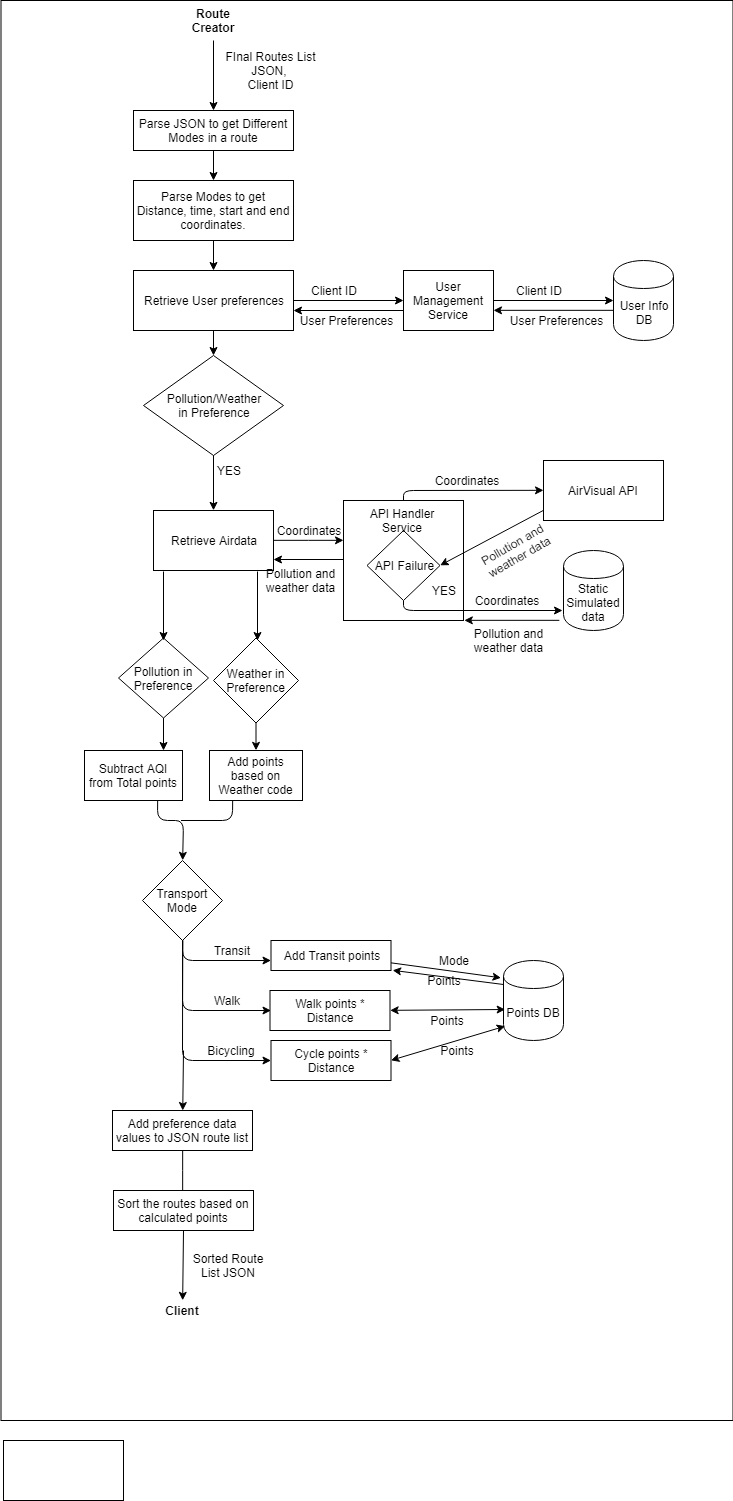 Route
Creator
FInal Routes List
JSON,
Client ID
Parse JSON to get Different
Modes in a route
Parse Modes to get
Distance, time, start and end
coordinates.
Retrieve User preferences
Client ID
User Preferences
User
Management
Service
Client ID
User Preferences
User Info
DB
Pollution/Weather
in Preference
YES
Retrieve Airdata
Coordinates
Pollution and
weather data
API Handler
Service
API Failure
YES
Coordinates
AirVisual API
Pollution and
weather data
Coordinates
Pollution and
weather data
Static
Simulated
data
Pollution in
Preference
Weather in
Preference
Subtract AQI
from Total points
Add points
based on
Weather code
Transport
Mode
Transit
Add Transit points
Mode
Points
Walk
Walk points *
Distance
Points
Points DB
Bicycling
Cycle points *
Distance
Points
Add preference data
values to JSON route list
Sort the routes based on
calculated points
Sorted Route
List JSON
Client